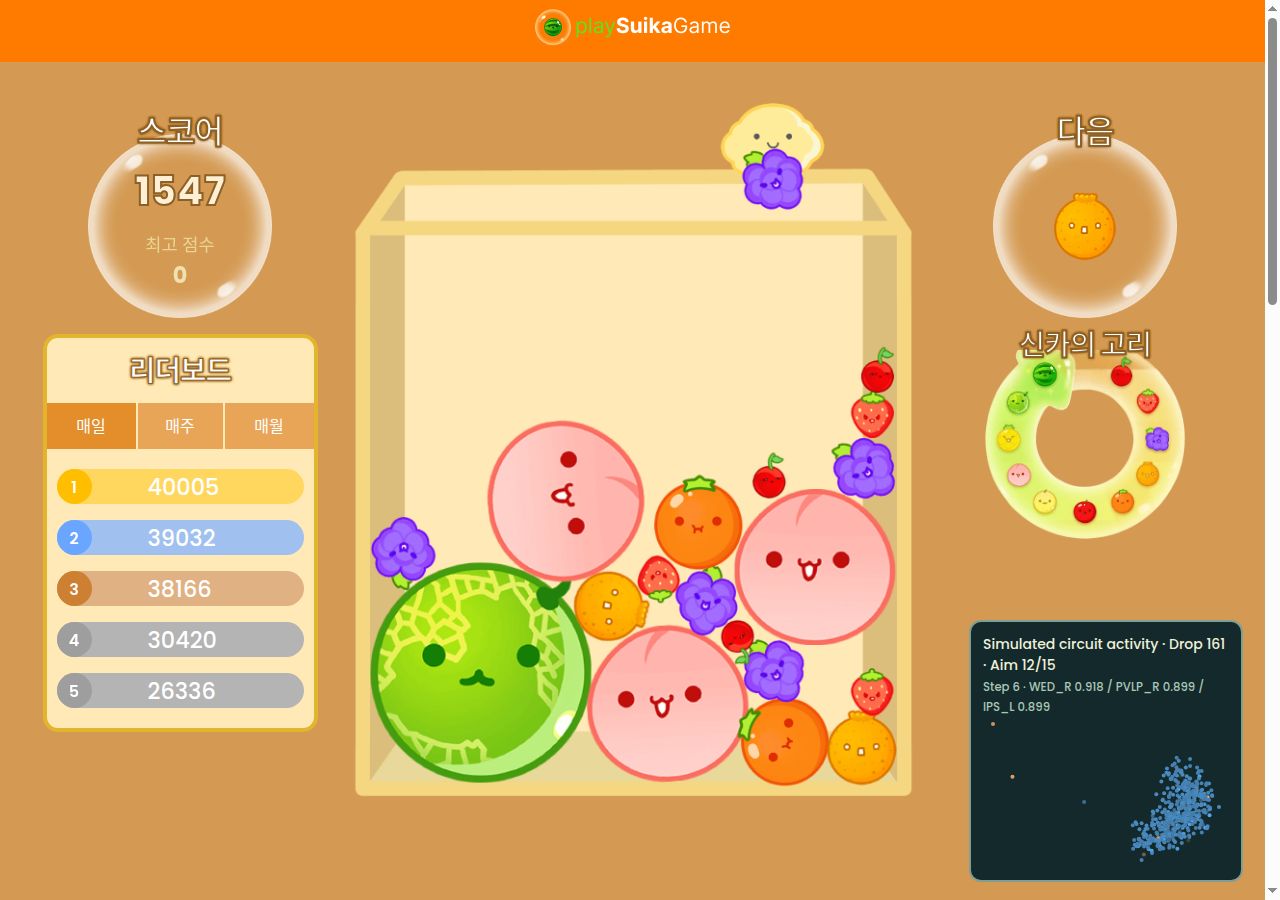 playSuikaGame
스코어
1547
최고 점수
0
리더보드
매일 매주 매월
1 40005
2 39032
3 38166
4 30420
5 26336
다음
신카의 고리
Simulated circuit activity · Drop 161
· Aim 12/15
Step 6 · WED_R 0.918 / PVLP_R 0.899 /
IPS_L 0.899